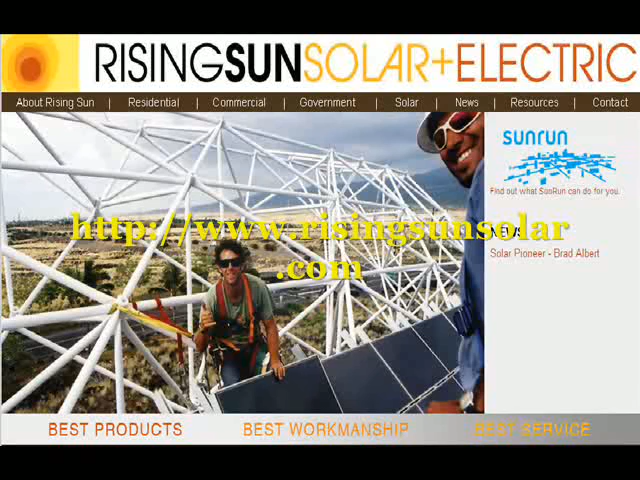 RISINGSUNSOLAR+ELECTRIC
About Rising Sun | Residential | Commercial | Government | Solar | News | Resources | Contact
sunrun
Find out what SunRun can do for you.
http://www.risingsunsolar
.com
News
Solar Pioneer - Brad Albert
BEST PRODUCTS BEST WORKMANSHIP BEST SERVICE